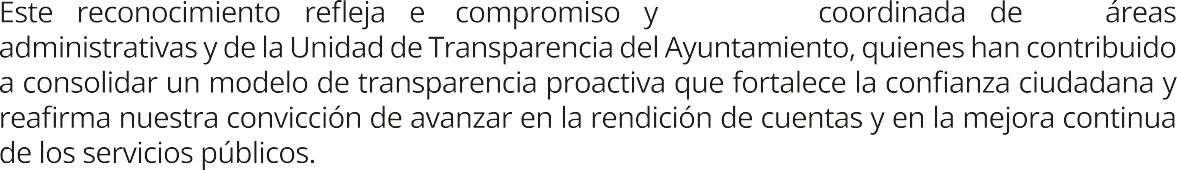 Este reconocimiento refleja e compromiso y coordinada de áreas
administrativas y de la Unidad de Transparencia del Ayuntamiento, quienes han contribuido
a consolidar un modelo de transparencia proactiva que fortalece la confianza ciudadana y
reafirma nuestra convicción de avanzar en la rendición de cuentas y en la mejora continua
de los servicios públicos.